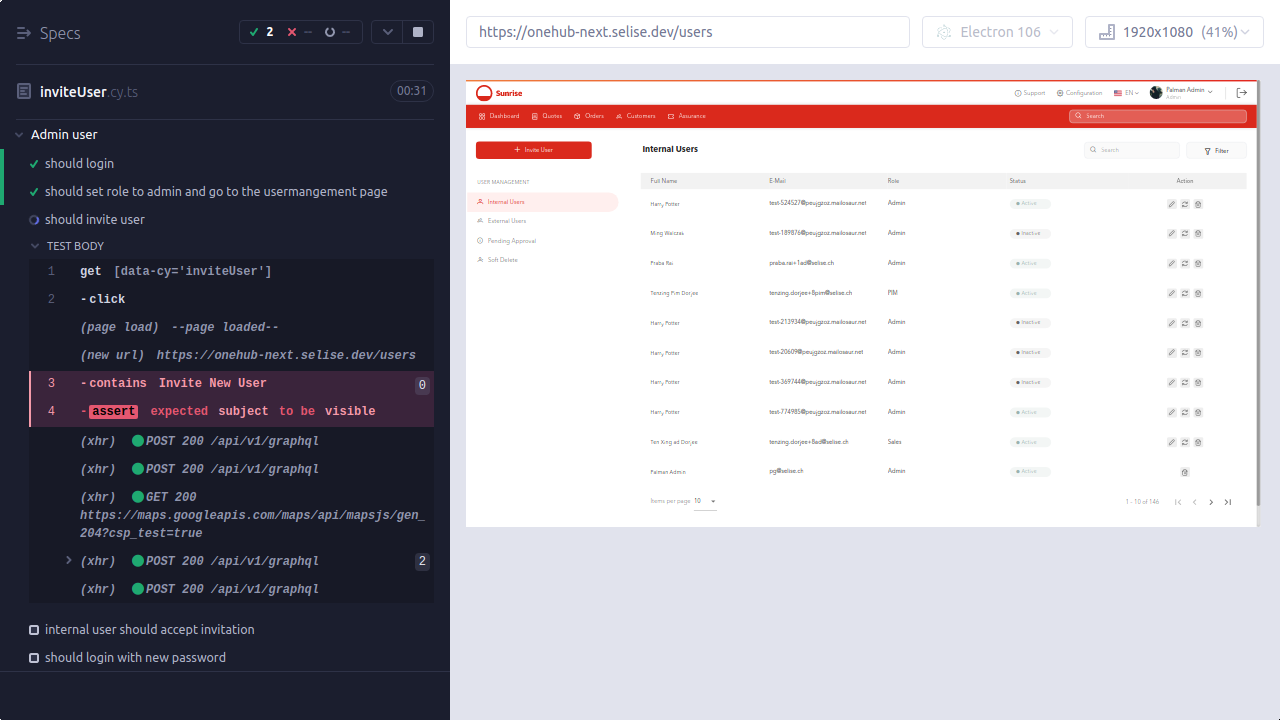 Specs
2
--
--
inviteUser.cy.ts
00:31
Admin user
should login
should set role to admin and go to the usermanagement page
should invite user
TEST BODY
1 get [data-cy='inviteUser']
2 -click
(page load) --page loaded--
(new url) https://onehub-next.selise.dev/users
3 -contains Invite New User 0
4 -assert expected subject to be visible
(xhr) POST 200 /api/v1/graphql
(xhr) POST 200 /api/v1/graphql
(xhr) GET 200
https://maps.googleapis.com/maps/api/mapsjs/gen_
204?csp_test=true
(xhr) POST 200 /api/v1/graphql 2
(xhr) POST 200 /api/v1/graphql
internal user should accept invitation
should login with new password
https://onehub-next.selise.dev/users
Electron 106
1920x1080 (41%)
Sunrise
Support
Configuration
EN
Paiman Admin
Admin
Dashboard
Quotes
Orders
Customers
Assurance
Search
+ Invite User
USER MANAGEMENT
Internal Users
External Users
Pending Approval
Soft Delete
Internal Users
Search
Filter
Full Name E-Mail Role Status Action
Harry Potter test-524527@peujgzoz.mailosaur.net Admin Active
Ming Walczak test-189876@peujgzoz.mailosaur.net Admin Inactive
Praba Rai praba.rai+1ad@selise.ch Admin Active
Tenzing Pim Dorjee tenzing.dorjee+8pim@selise.ch PIM Active
Harry Potter test-213934@peujgzoz.mailosaur.net Admin Inactive
Harry Potter test-20609@peujgzoz.mailosaur.net Admin Inactive
Harry Potter test-369744@peujgzoz.mailosaur.net Admin Inactive
Harry Potter test-774985@peujgzoz.mailosaur.net Admin Active
Ten Xing ad Dorjee tenzing.dorjee+8ad@selise.ch Sales Active
Paiman Admin pg@selise.ch Admin Active
Items per page 10
1 - 10 of 146